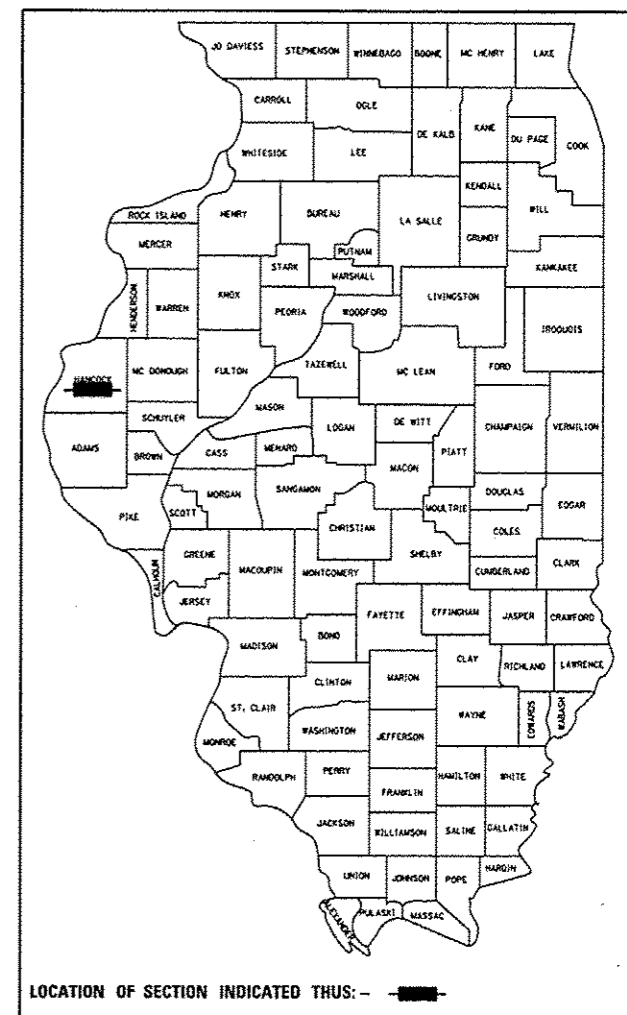 JO DAVIESS STEPHENSON WINNEBAGO BOONE MC HENRY LAKE
CARROLL OGLE DE KALB KANE DU PAGE COOK
WHITESIDE LEE
KENDALL WILL
ROCK ISLAND HENRY BUREAU LA SALLE GRUNDY
MERCER PUTNAM
STARK MARSHALL KANKAKEE
HENDERSON WARREN KNOX PEORIA WOODFORD LIVINGSTON IROQUOIS
HANCOCK MC DONOUGH FULTON TAZEWELL MC LEAN FORD
SCHUYLER MASON LOGAN DE WITT CHAMPAIGN VERMILION
ADAMS BROWN CASS MENARD MACON PIATT
PIKE SCOTT MORGAN SANGAMON CHRISTIAN MOULTRIE DOUGLAS EDGAR
COLES
CALHOUN GREENE MACOUPIN MONTGOMERY SHELBY CUMBERLAND CLARK
JERSEY FAYETTE EFFINGHAM JASPER CRAWFORD
MADISON BOND
CLINTON MARION CLAY RICHLAND LAWRENCE
ST. CLAIR WASHINGTON JEFFERSON WAYNE EDWARDS WABASH
MONROE
RANDOLPH PERRY FRANKLIN HAMILTON WHITE
JACKSON WILLIAMSON SALINE GALLATIN
UNION JOHNSON POPE HARDIN
ALEXANDER PULASKI MASSAC
LOCATION OF SECTION INDICATED THUS: -